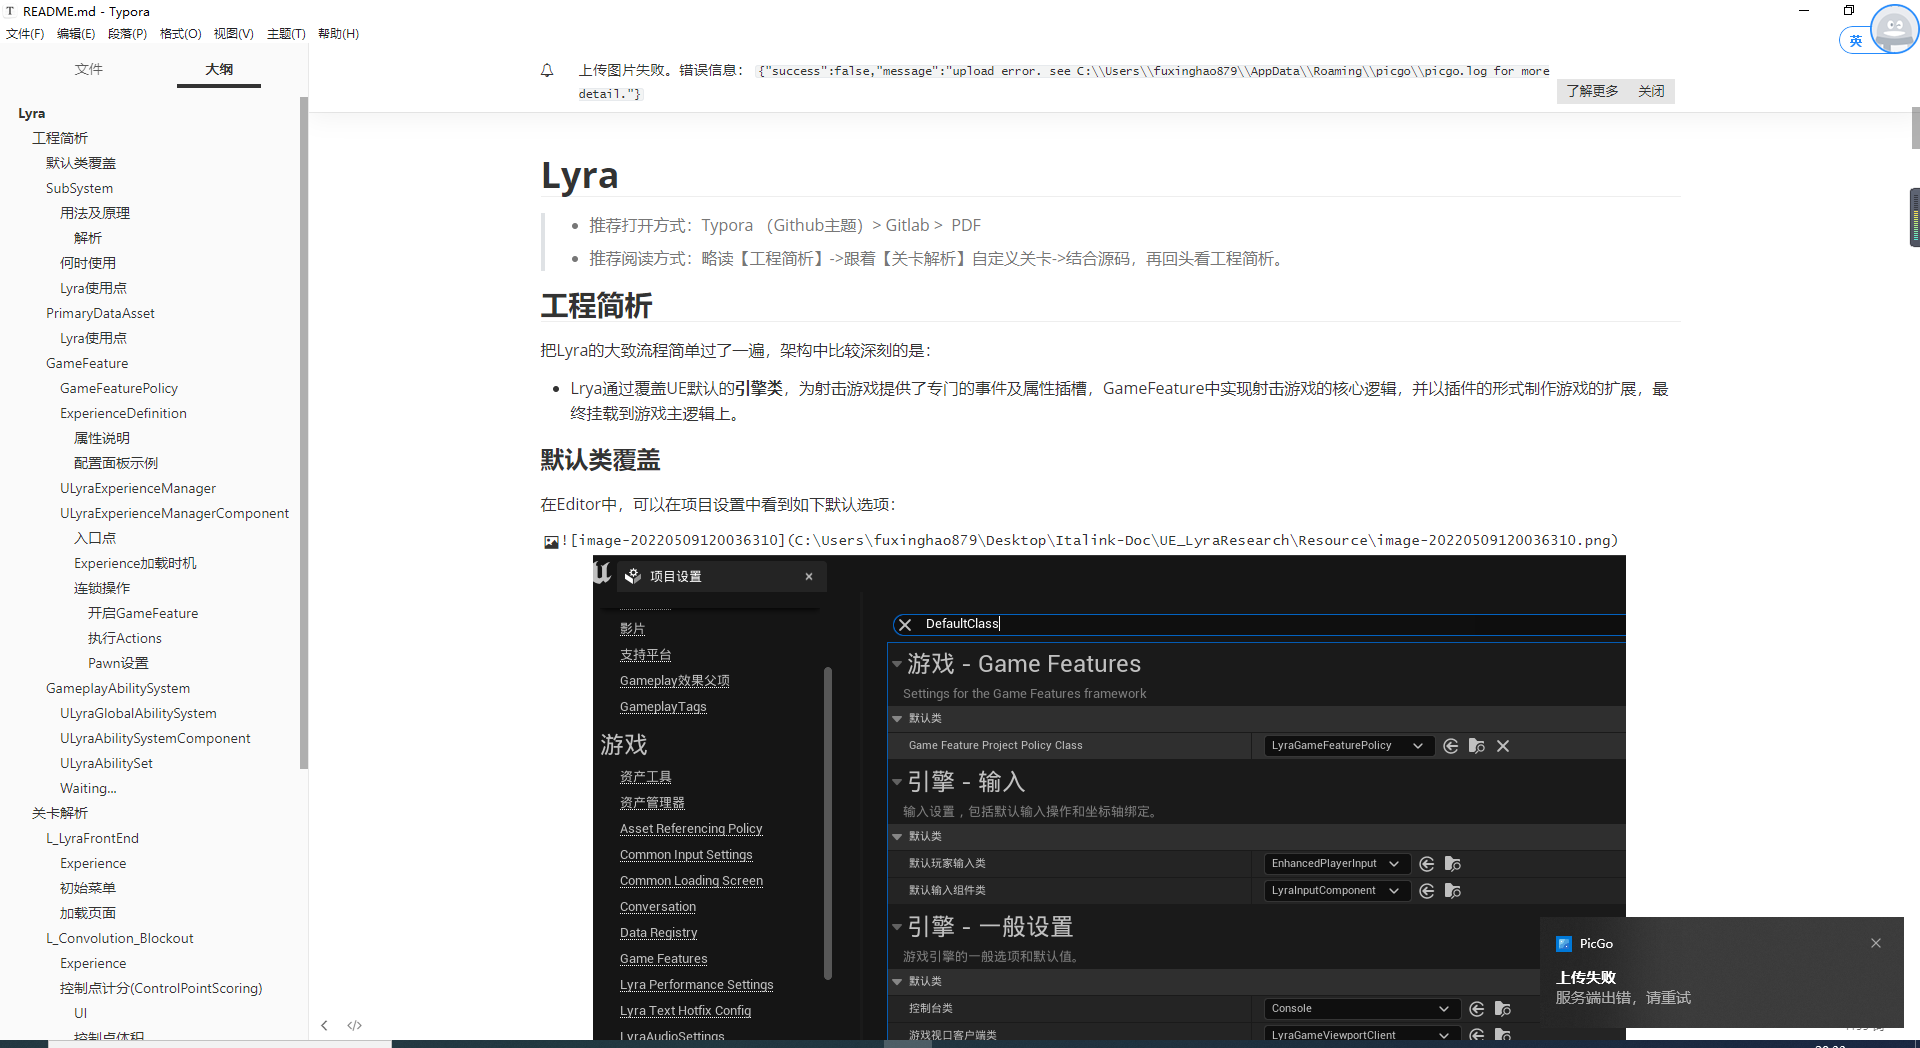 README.md - Typora
文件(F) 编辑(E) 段落(P) 格式(O) 视图(V) 主题(T) 帮助(H)
英
文件 大纲
Lyra
工程简析
默认类覆盖
SubSystem
用法及原理
解析
何时使用
Lyra使用点
PrimaryDataAsset
Lyra使用点
GameFeature
GameFeaturePolicy
ExperienceDefinition
属性说明
配置面板示例
ULyraExperienceManager
ULyraExperienceManagerComponent
入口点
Experience加载时机
连锁操作
开启GameFeature
执行Actions
Pawn设置
GameplayAbilitySystem
ULyraGlobalAbilitySystem
ULyraAbilitySystemComponent
ULyraAbilitySet
Waiting...
关卡解析
L_LyraFrontEnd
Experience
初始菜单
加载页面
L_Convolution_Blockout
Experience
控制点计分(ControlPointScoring)
UI
控制点体积
上传图片失败。错误信息： {"success":false,"message":"upload error. see C:\\Users\\fuxinghao879\\AppData\\Roaming\\picgo\\picgo.log for more
detail."}
了解更多 关闭
Lyra
推荐打开方式：Typora （Github主题）> Gitlab > PDF
推荐阅读方式：略读【工程简析】->跟着【关卡解析】自定义关卡->结合源码，再回头看工程简析。
工程简析
把Lyra的大致流程简单过了一遍，架构中比较深刻的是：
Lrya通过覆盖UE默认的引擎类，为射击游戏提供了专门的事件及属性插槽，GameFeature中实现射击游戏的核心逻辑，并以插件的形式制作游戏的扩展，最
终挂载到游戏主逻辑上。
默认类覆盖
在Editor中，可以在项目设置中看到如下默认选项：
![image-20220509120036310](C:\Users\fuxinghao879\Desktop\Italink-Doc\UE_LyraResearch\Resource\image-20220509120036310.png)
项目设置
影片
支持平台
Gameplay效果父项
GameplayTags
游戏
资产工具
资产管理器
Asset Referencing Policy
Common Input Settings
Common Loading Screen
Conversation
Data Registry
Game Features
Lyra Performance Settings
Lyra Text Hotfix Config
LyraAudioSettings
DefaultClass
游戏 - Game Features
Settings for the Game Features framework
默认类
Game Feature Project Policy Class LyraGameFeaturePolicy
引擎 - 输入
输入设置，包括默认输入操作和坐标轴绑定。
默认类
默认玩家输入类 EnhancedPlayerInput
默认输入组件类 LyraInputComponent
引擎 - 一般设置
游戏引擎的一般选项和默认值。
默认类
控制台类 Console
游戏视口客户端类 LyraGameViewportClient
PicGo
上传失败
服务端出错，请重试